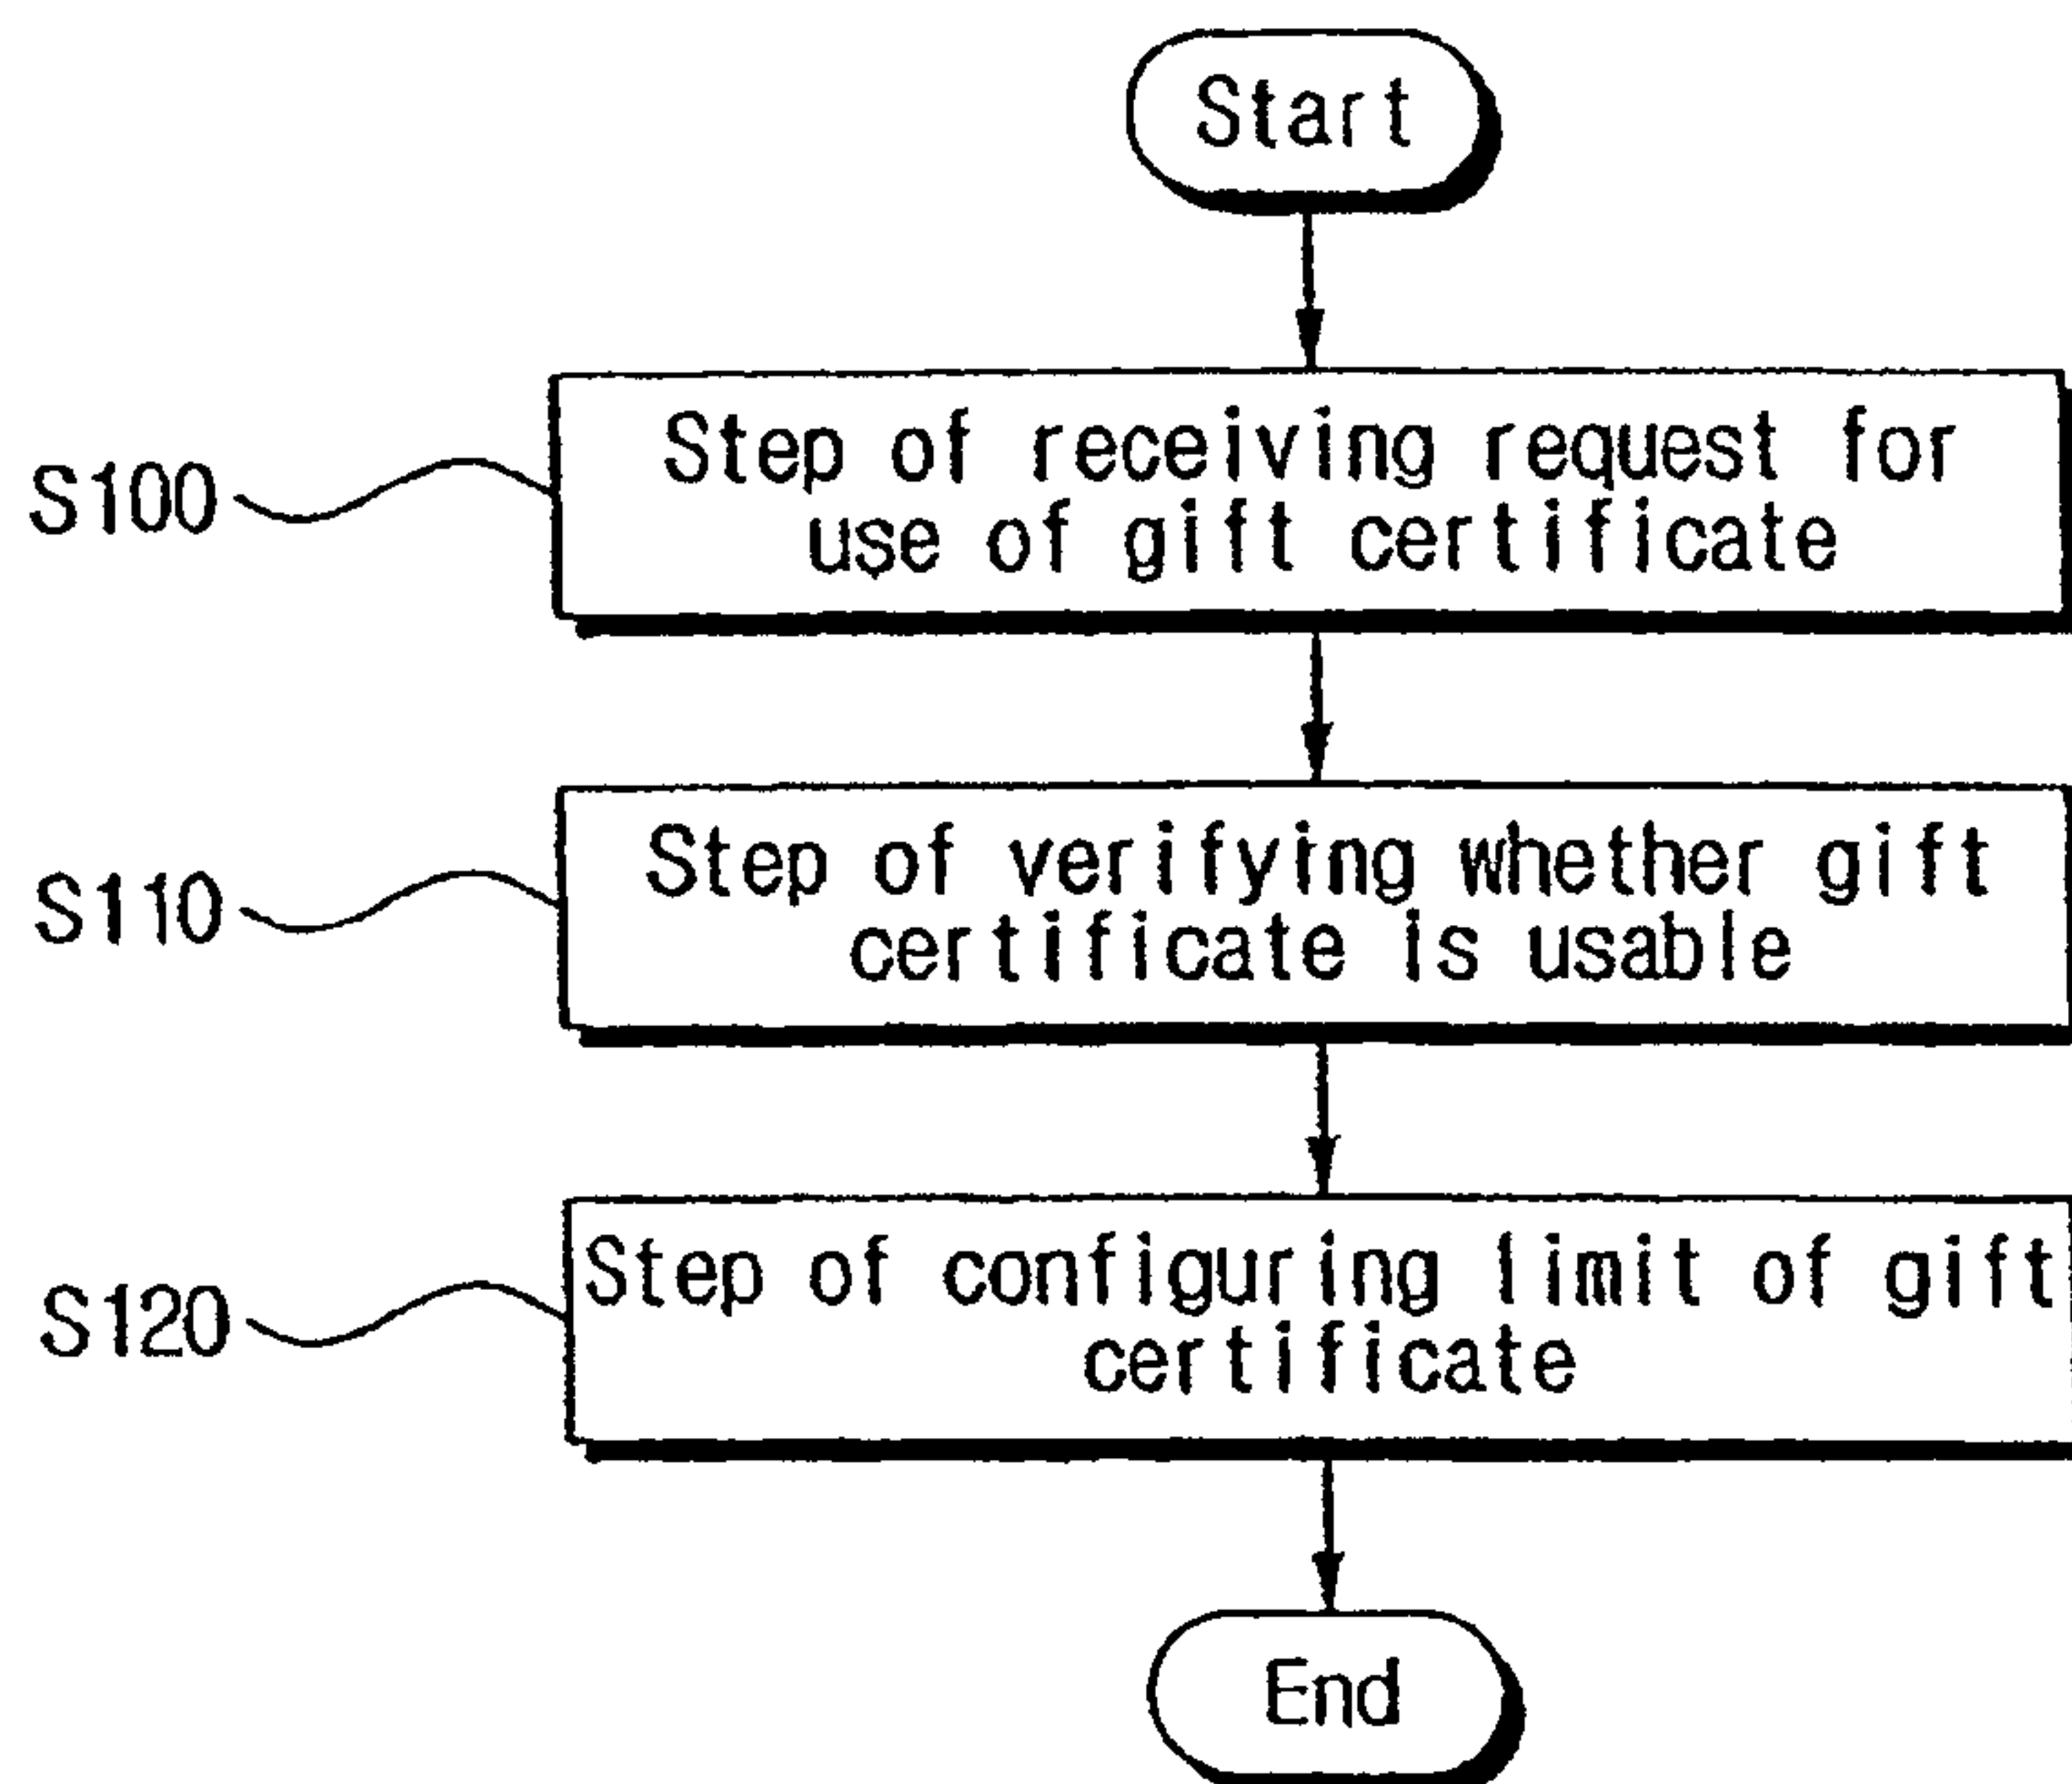 Start
S100
Step of receiving request for
use of gift certificate
S110
Step of verifying whether gift
certificate is usable
S120
Step of configuring limit of gift
certificate
End